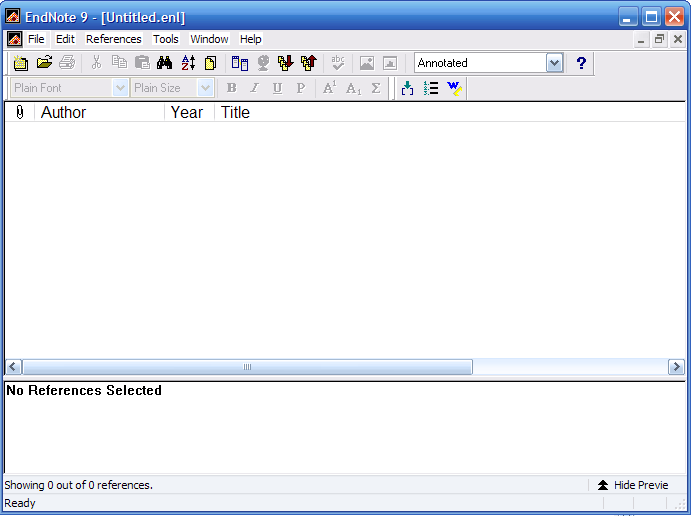 EndNote 9 - [Untitled.enl]
File Edit References Tools Window Help
abc Annotated ?
Plain Font Plain Size B I U P A¹ A₁ Σ
Author Year Title
No References Selected
Showing 0 out of 0 references. Hide Previe
Ready